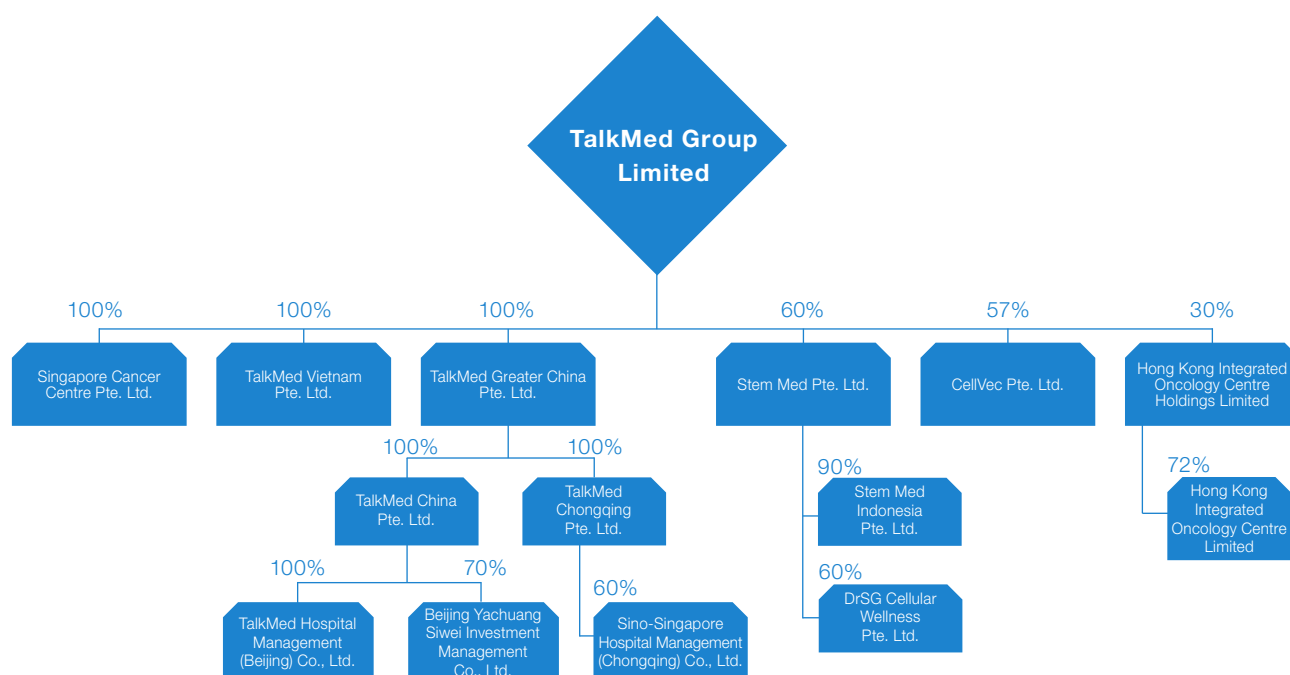 TalkMed Group
Limited
100%
100%
100%
60%
57%
30%
Singapore Cancer
Centre Pte. Ltd.
TalkMed Vietnam
Pte. Ltd.
TalkMed Greater China
Pte. Ltd.
Stem Med Pte. Ltd.
CellVec Pte. Ltd.
Hong Kong Integrated
Oncology Centre
Holdings Limited
100%
100%
90%
72%
TalkMed China
Pte. Ltd.
TalkMed
Chongqing
Pte. Ltd.
Stem Med
Indonesia
Pte. Ltd.
Hong Kong
Integrated
Oncology Centre
Limited
100%
70%
60%
60%
TalkMed Hospital
Management
(Beijing) Co., Ltd.
Beijing Yachuang
Siwei Investment
Management
Co., Ltd.
Sino-Singapore
Hospital Management
(Chongqing) Co., Ltd.
DrSG Cellular
Wellness
Pte. Ltd.